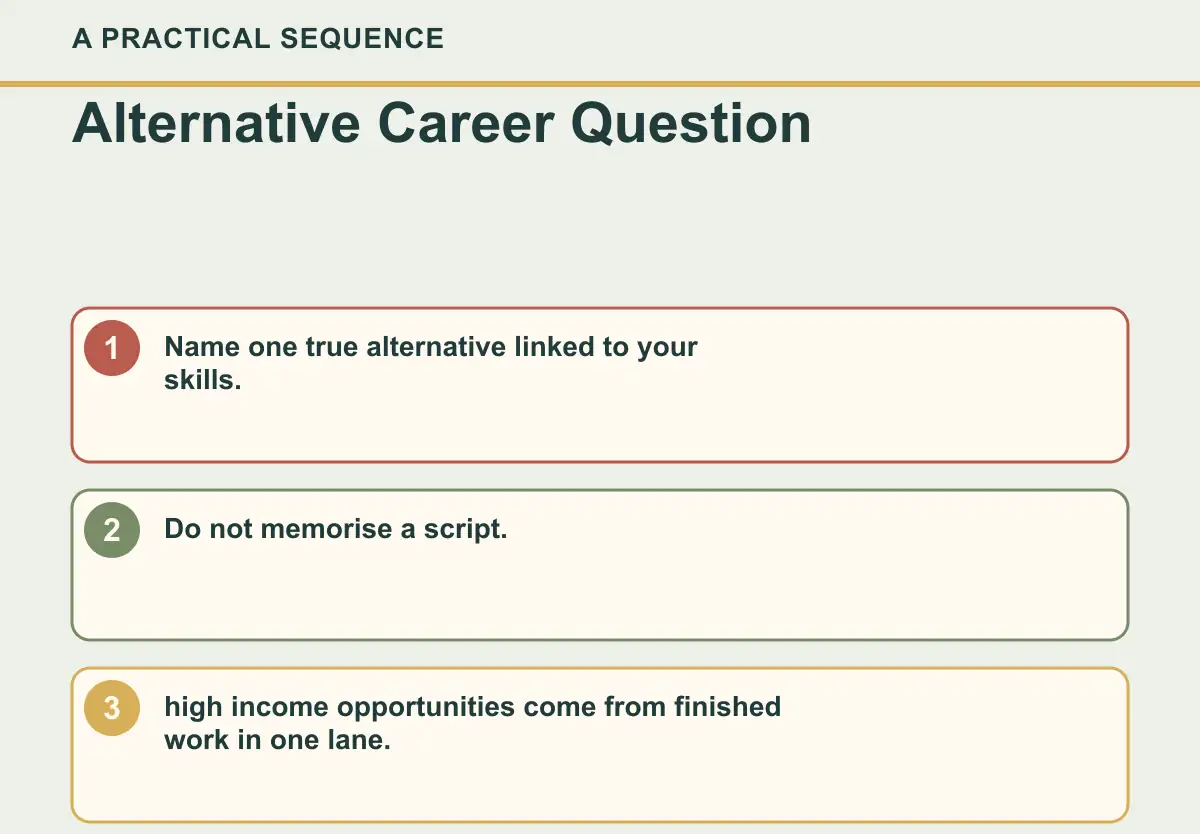 A PRACTICAL SEQUENCE
Alternative Career Question
1
Name one true alternative linked to your
skills.
2
Do not memorise a script.
3
high income opportunities come from finished
work in one lane.